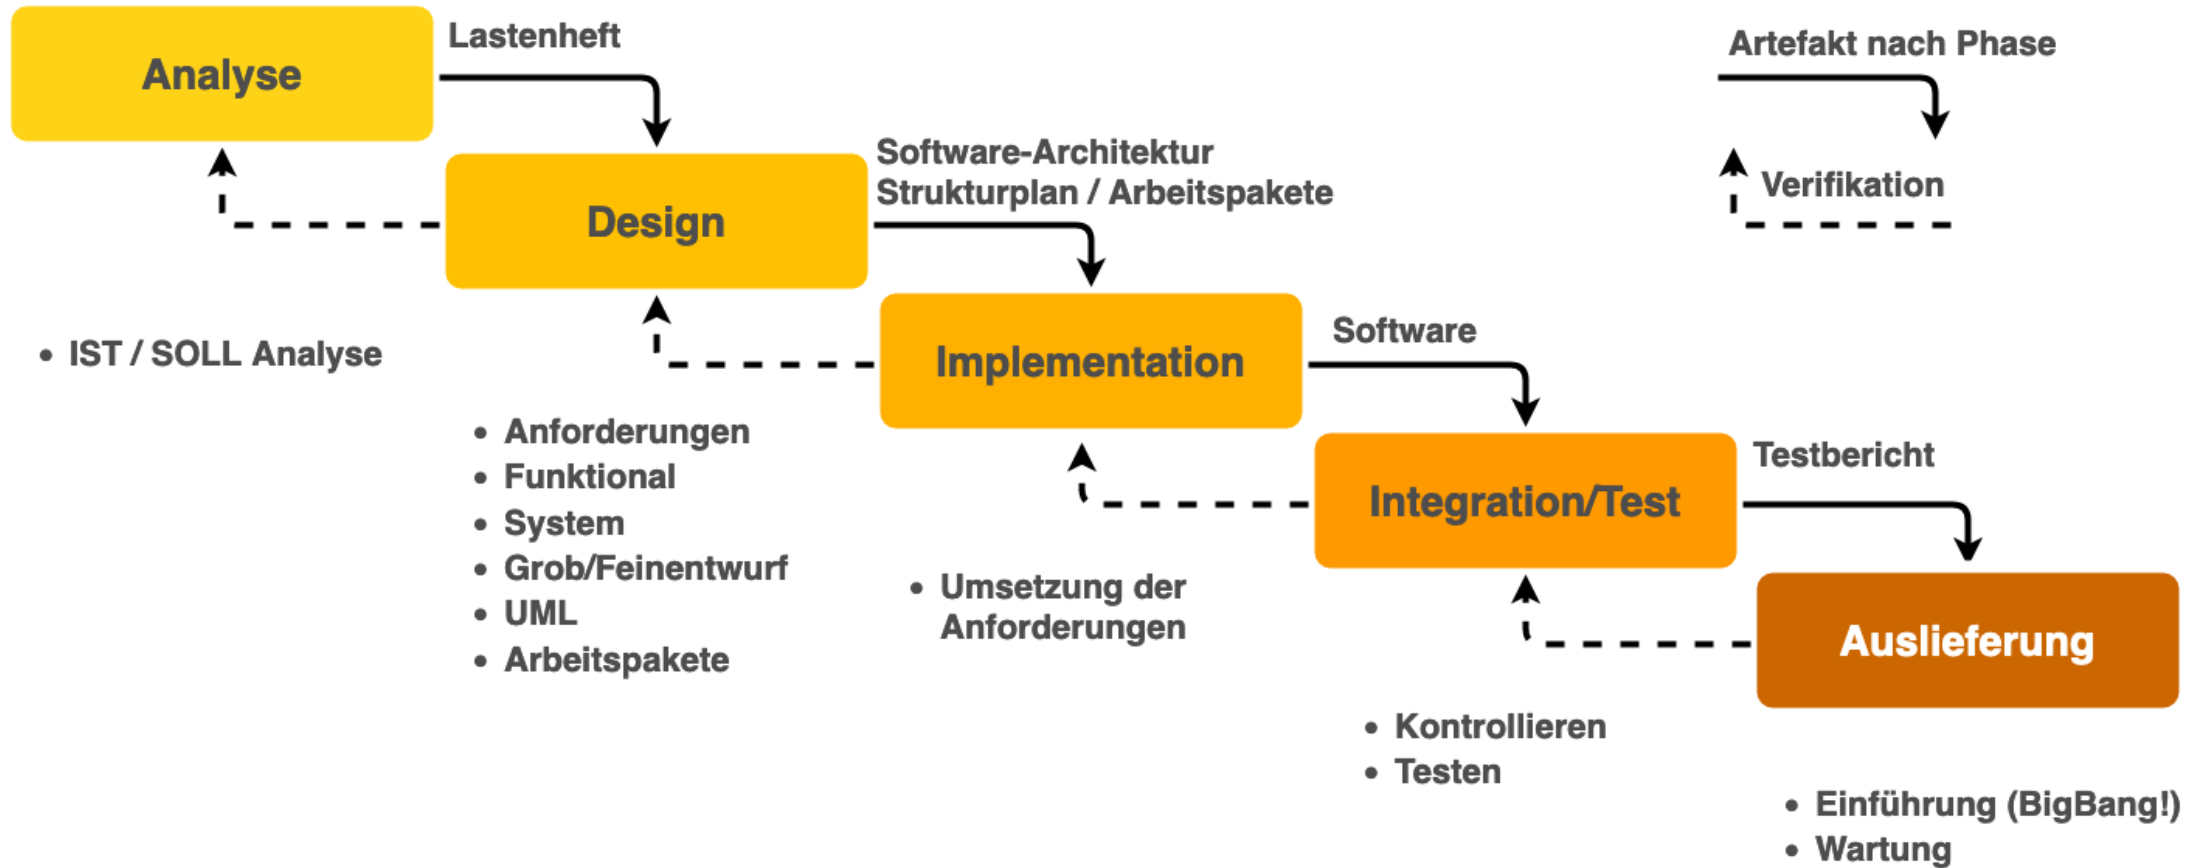 Analyse
Lastenheft
Artefakt nach Phase
Verifikation
Design
Software-Architektur
Strukturplan / Arbeitspakete
• IST / SOLL Analyse
Implementation
Software
• Anforderungen
• Funktional
• System
• Grob/Feinentwurf
• UML
• Arbeitspakete
Integration/Test
Testbericht
• Umsetzung der
Anforderungen
Auslieferung
• Kontrollieren
• Testen
• Einführung (BigBang!)
• Wartung